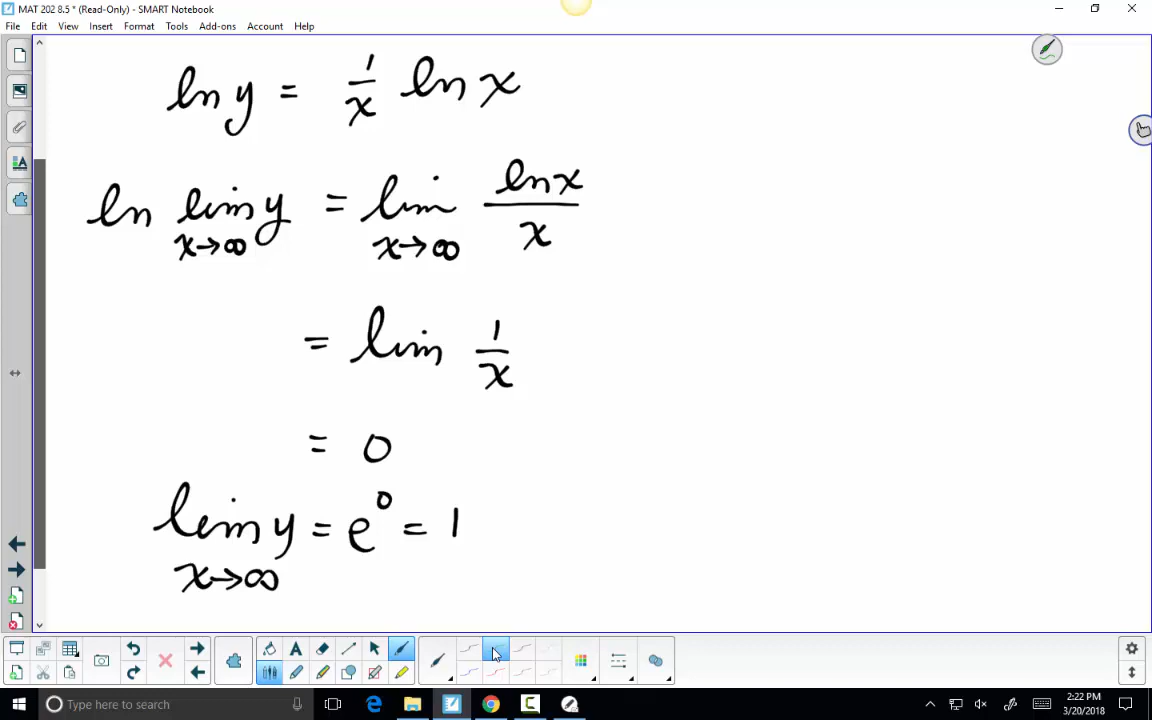 MAT 202 8.5 * (Read-Only) - SMART Notebook
File Edit View Insert Format Tools Add-ons Account Help
ln y = 1/x ln x
ln lim y = lim ln x / x
x→∞ x→∞
= lim 1/x
= 0
lim y = e⁰ = 1
x→∞
Type here to search
2:22 PM
3/20/2018